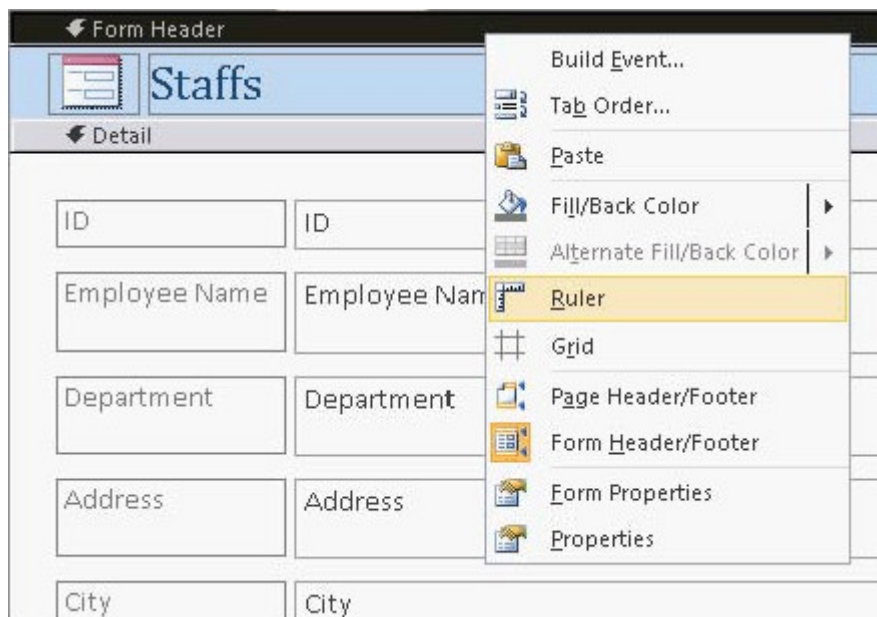 Form Header
Staffs
Detail
ID ID
Employee Name Employee Nam
Department Department
Address Address
City City
Build Event...
Tab Order...
Paste
Fill/Back Color
Alternate Fill/Back Color
Ruler
Grid
Page Header/Footer
Form Header/Footer
Form Properties
Properties